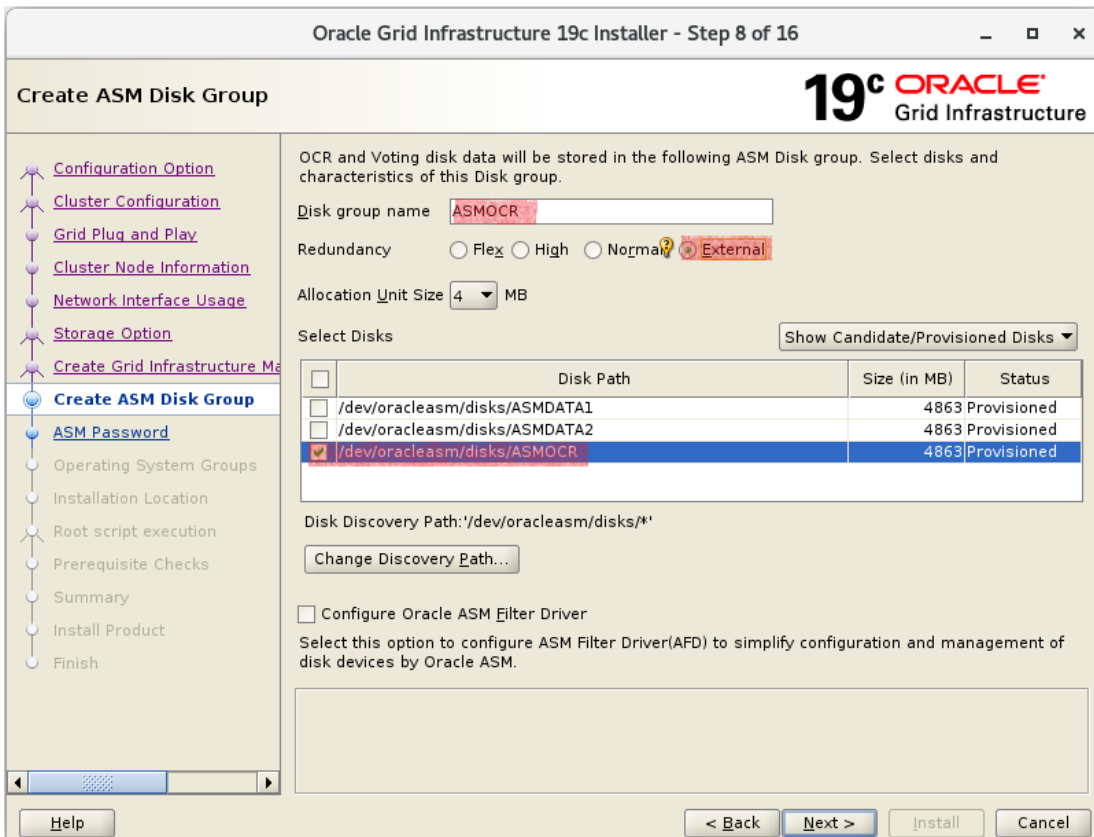 Oracle Grid Infrastructure 19c Installer - Step 8 of 16
Create ASM Disk Group
19c ORACLE
Grid Infrastructure
Configuration Option
Cluster Configuration
Grid Plug and Play
Cluster Node Information
Network Interface Usage
Storage Option
Create Grid Infrastructure Ma
Create ASM Disk Group
ASM Password
Operating System Groups
Installation Location
Root script execution
Prerequisite Checks
Summary
Install Product
Finish
OCR and Voting disk data will be stored in the following ASM Disk group. Select disks and
characteristics of this Disk group.
Disk group name ASMOCR
Redundancy Flex High Normal External
Allocation Unit Size 4 MB
Select Disks Show Candidate/Provisioned Disks
Disk Path Size (in MB) Status
/dev/oracleasm/disks/ASMDATA1 4863 Provisioned
/dev/oracleasm/disks/ASMDATA2 4863 Provisioned
/dev/oracleasm/disks/ASMOCR 4863 Provisioned
Disk Discovery Path:'/dev/oracleasm/disks/*'
Change Discovery Path...
Configure Oracle ASM Filter Driver
Select this option to configure ASM Filter Driver(AFD) to simplify configuration and management of
disk devices by Oracle ASM.
Help < Back Next > Install Cancel